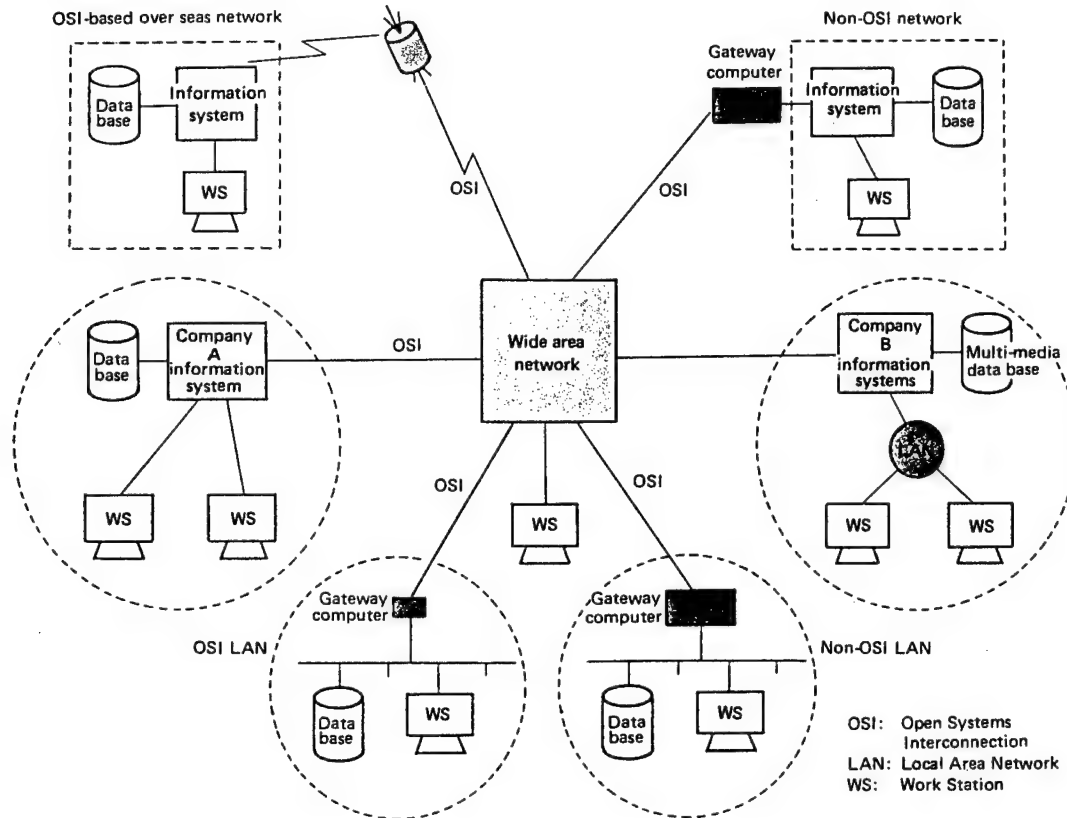 OSI-based over seas network
Non-OSI network
Gateway
computer
Data
base
Information
system
WS
Information
system
Data
base
WS
OSI
OSI
Wide area
network
Data
base
Company
A
information
system
OSI
WS
WS
Company
B
information
systems
Multi-media
data base
LAN
WS
WS
OSI
OSI
WS
Gateway
computer
OSI LAN
Data
base
WS
Gateway
computer
Non-OSI LAN
Data
base
WS
OSI: Open Systems
Interconnection
LAN: Local Area Network
WS: Work Station